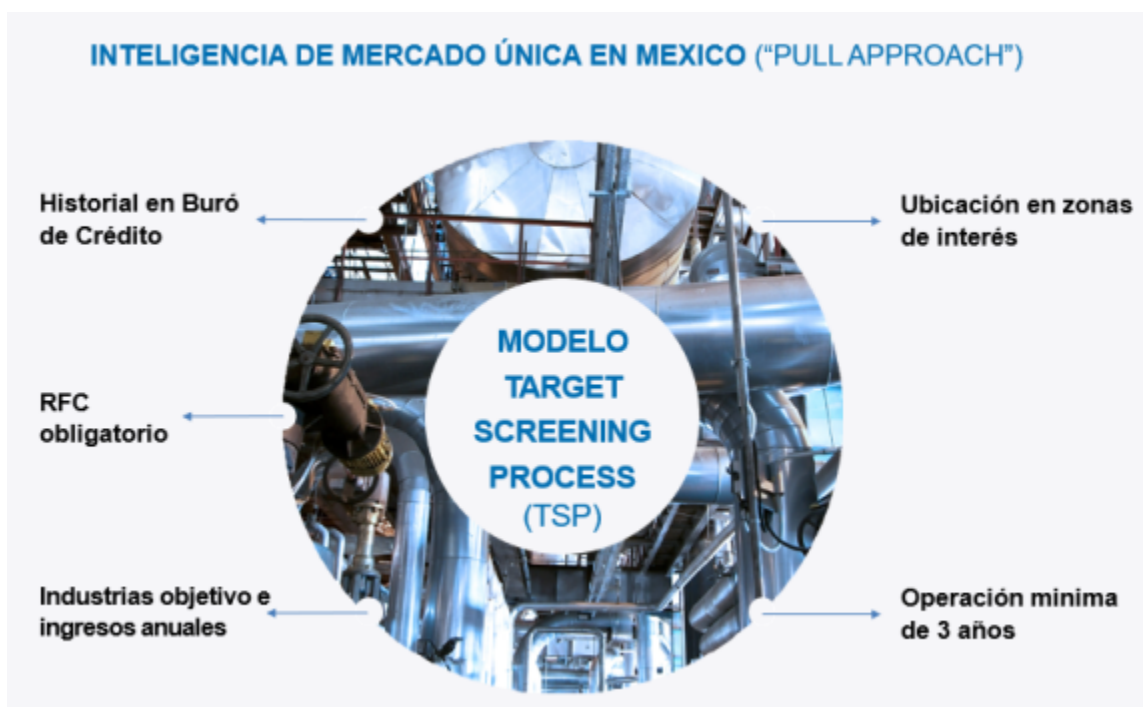 INTELIGENCIA DE MERCADO ÚNICA EN MEXICO (“PULL APPROACH”)
Historial en Buró
de Crédito
Ubicación en zonas
de interés
MODELO
TARGET
SCREENING
PROCESS
(TSP)
RFC
obligatorio
Industrias objetivo e
ingresos anuales
Operación minima
de 3 años